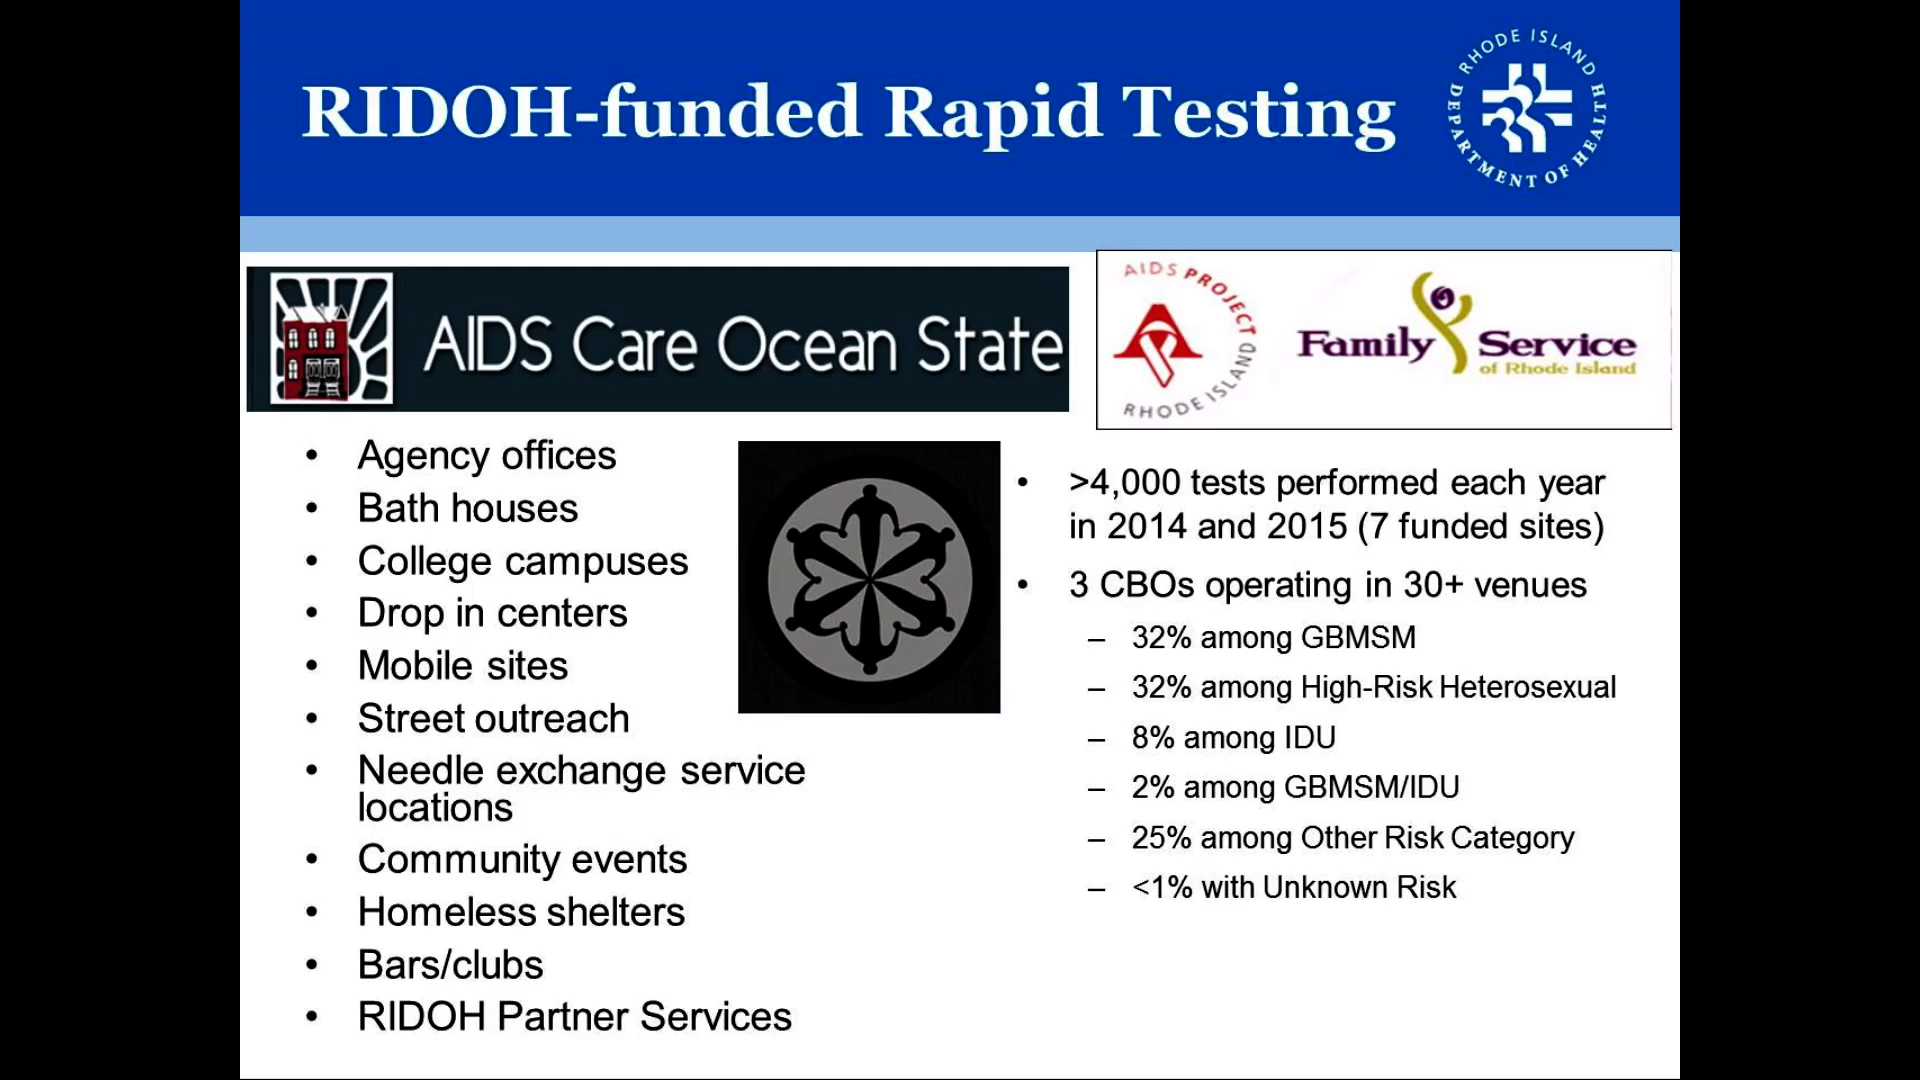 RIDOH-funded Rapid Testing
RHODE ISLAND
DEPARTMENT OF HEALTH
AIDS Care Ocean State
AIDS PROJECT
RHODE ISLAND
Family Service
of Rhode Island
• Agency offices
• Bath houses
• College campuses
• Drop in centers
• Mobile sites
• Street outreach
• Needle exchange service
locations
• Community events
• Homeless shelters
• Bars/clubs
• RIDOH Partner Services
• >4,000 tests performed each year
in 2014 and 2015 (7 funded sites)
• 3 CBOs operating in 30+ venues
– 32% among GBMSM
– 32% among High-Risk Heterosexual
– 8% among IDU
– 2% among GBMSM/IDU
– 25% among Other Risk Category
– <1% with Unknown Risk